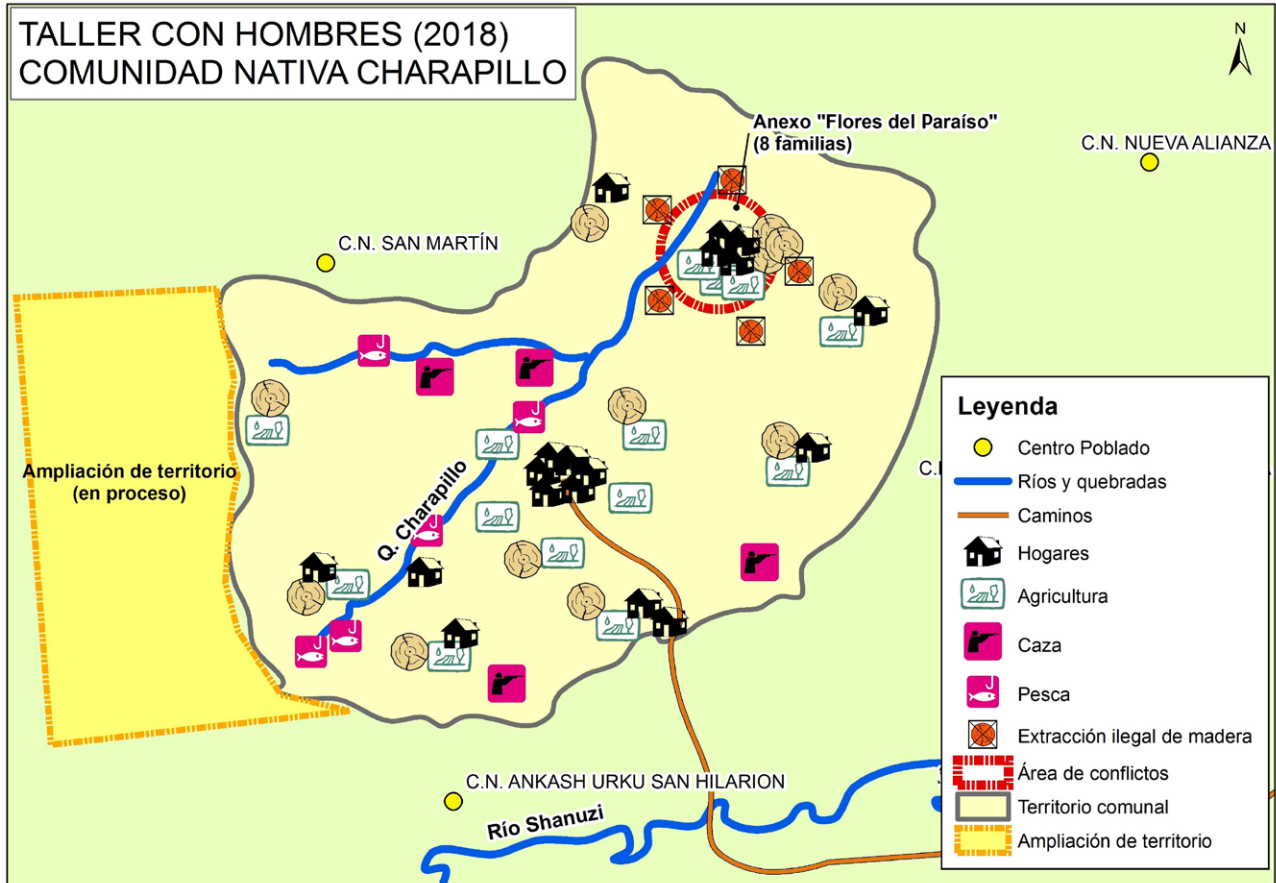 TALLER CON HOMBRES (2018)
COMUNIDAD NATIVA CHARAPILLO
N
Anexo "Flores del Paraíso"
(8 familias)
C.N. NUEVA ALIANZA
C.N. SAN MARTÍN
Ampliación de territorio
(en proceso)
Q. Charapillo
C.N. ANKASH URKU SAN HILARION
Río Shanuzi
Leyenda
Centro Poblado
Ríos y quebradas
Caminos
Hogares
Agricultura
Caza
Pesca
Extracción ilegal de madera
Área de conflictos
Territorio comunal
Ampliación de territorio